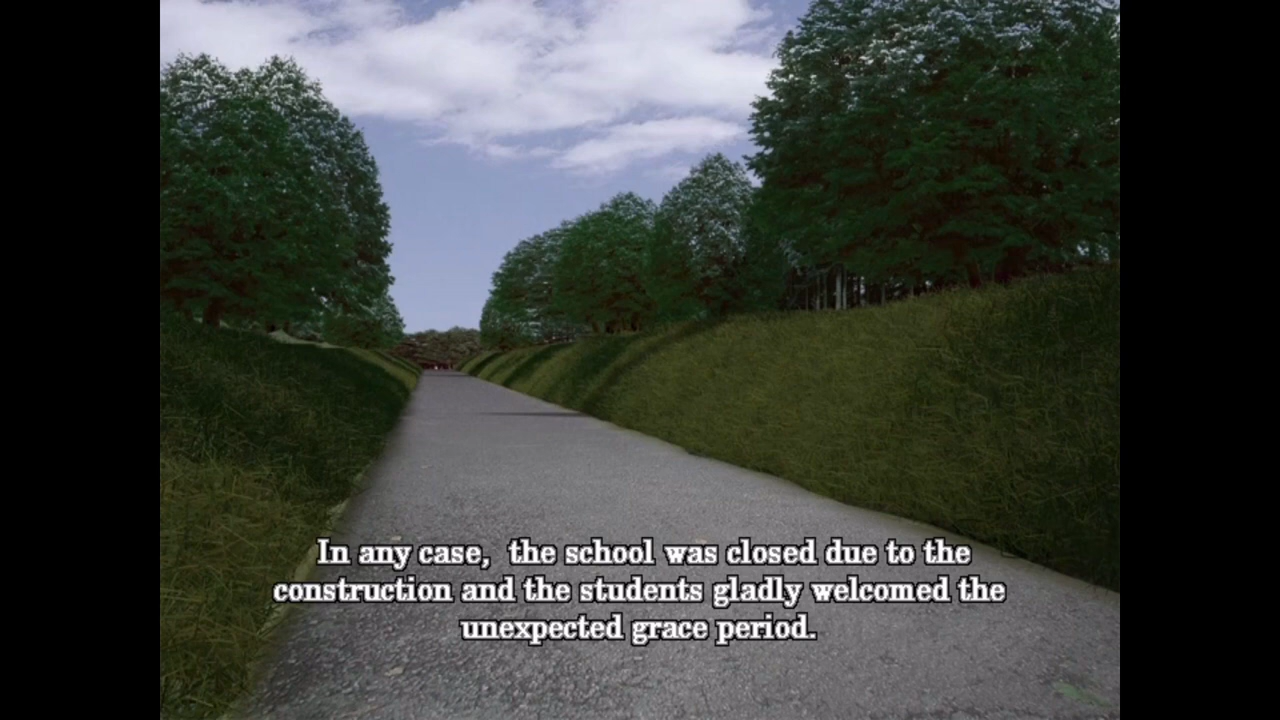 In any case,  the school was closed due to the
construction and the students gladly welcomed the
unexpected grace period.